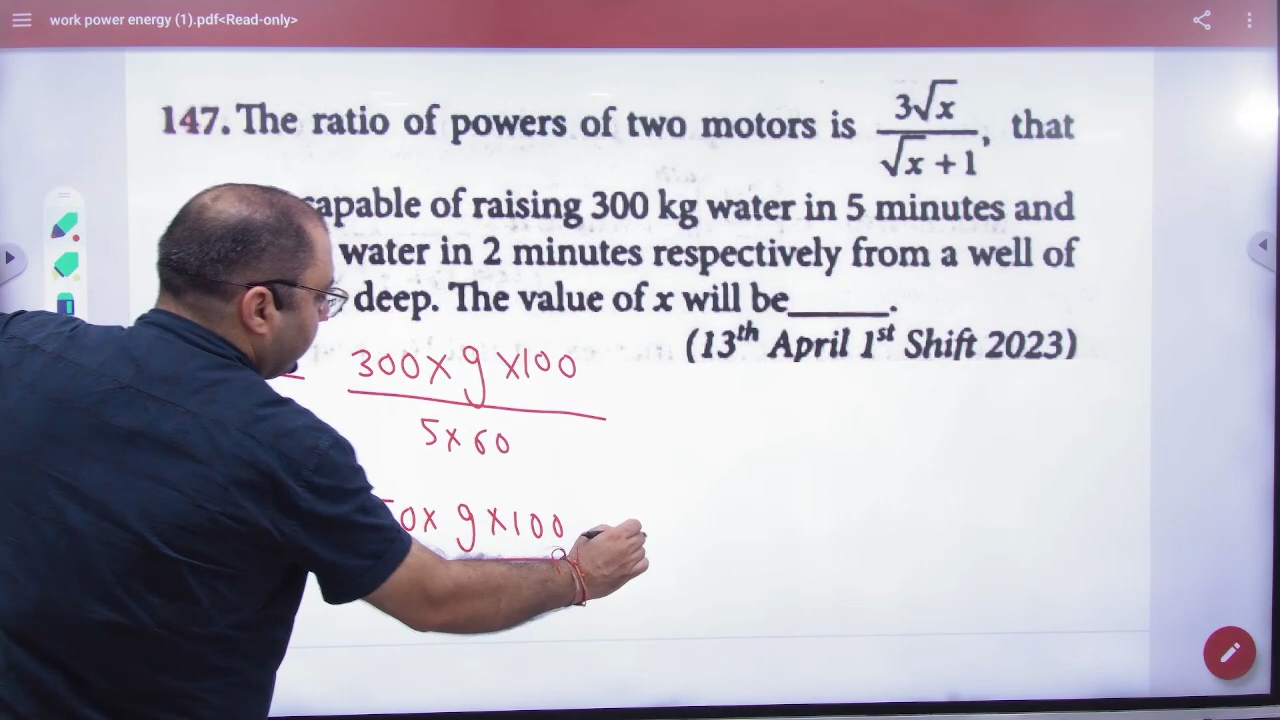 work power energy (1).pdf<Read-only>
147. The ratio of powers of two motors is 3√x / √x + 1, that
capable of raising 300 kg water in 5 minutes and
water in 2 minutes respectively from a well of
deep. The value of x will be______.
(13th April 1st Shift 2023)
300 x g x 100
5 x 60
0 x g x 100